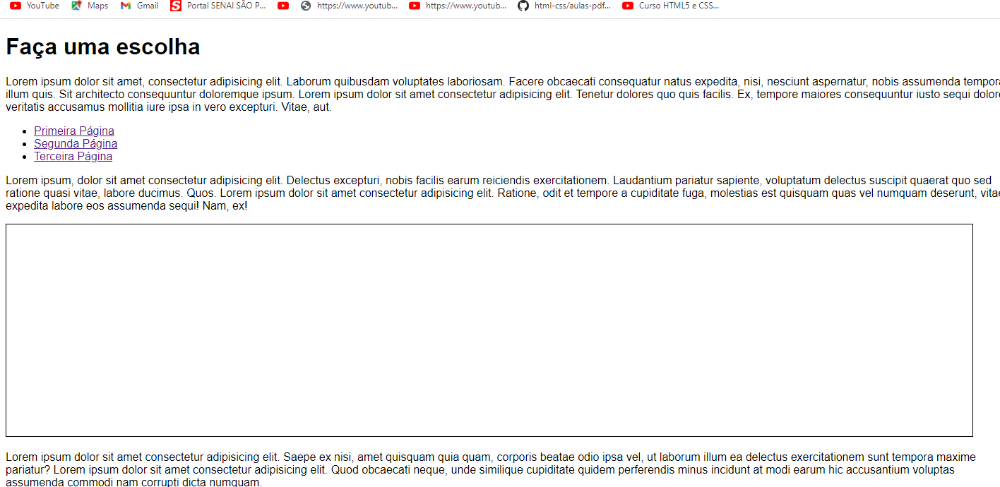 YouTube Maps Gmail Portal SENAI SÃO P... https://www.youtub... https://www.youtub... html-css/aulas-pdf... Curso HTML5 e CSS...
Faça uma escolha
Lorem ipsum dolor sit amet, consectetur adipisicing elit. Laborum quibusdam voluptates laboriosam. Facere obcaecati consequatur natus expedita, nisi, nesciunt aspernatur, nobis assumenda tempora
illum quis. Sit architecto consequuntur doloremque ipsum. Lorem ipsum dolor sit amet consectetur adipisicing elit. Tenetur dolores quo quis facilis. Ex, tempore maiores consequuntur iusto sequi dolore
veritatis accusamus mollitia iure ipsa in vero excepturi. Vitae, aut.
• Primeira Página
• Segunda Página
• Terceira Página
Lorem ipsum, dolor sit amet consectetur adipisicing elit. Delectus excepturi, nobis facilis earum reiciendis exercitationem. Laudantium pariatur sapiente, voluptatum delectus suscipit quaerat quo sed
ratione quasi vitae, labore ducimus. Quos. Lorem ipsum dolor sit amet consectetur adipisicing elit. Ratione, odit et tempore a cupiditate fuga, molestias est quisquam quas vel numquam deserunt, vitae
expedita labore eos assumenda sequi! Nam, ex!
Lorem ipsum dolor sit amet consectetur adipisicing elit. Saepe ex nisi, amet quisquam quia quam, corporis beatae odio ipsa vel, ut laborum illum ea delectus exercitationem sunt tempora maxime
pariatur? Lorem ipsum dolor sit amet consectetur adipisicing elit. Quod obcaecati neque, unde similique cupiditate quidem perferendis minus incidunt at modi earum hic accusantium voluptas
assumenda commodi nam corrupti dicta numquam.